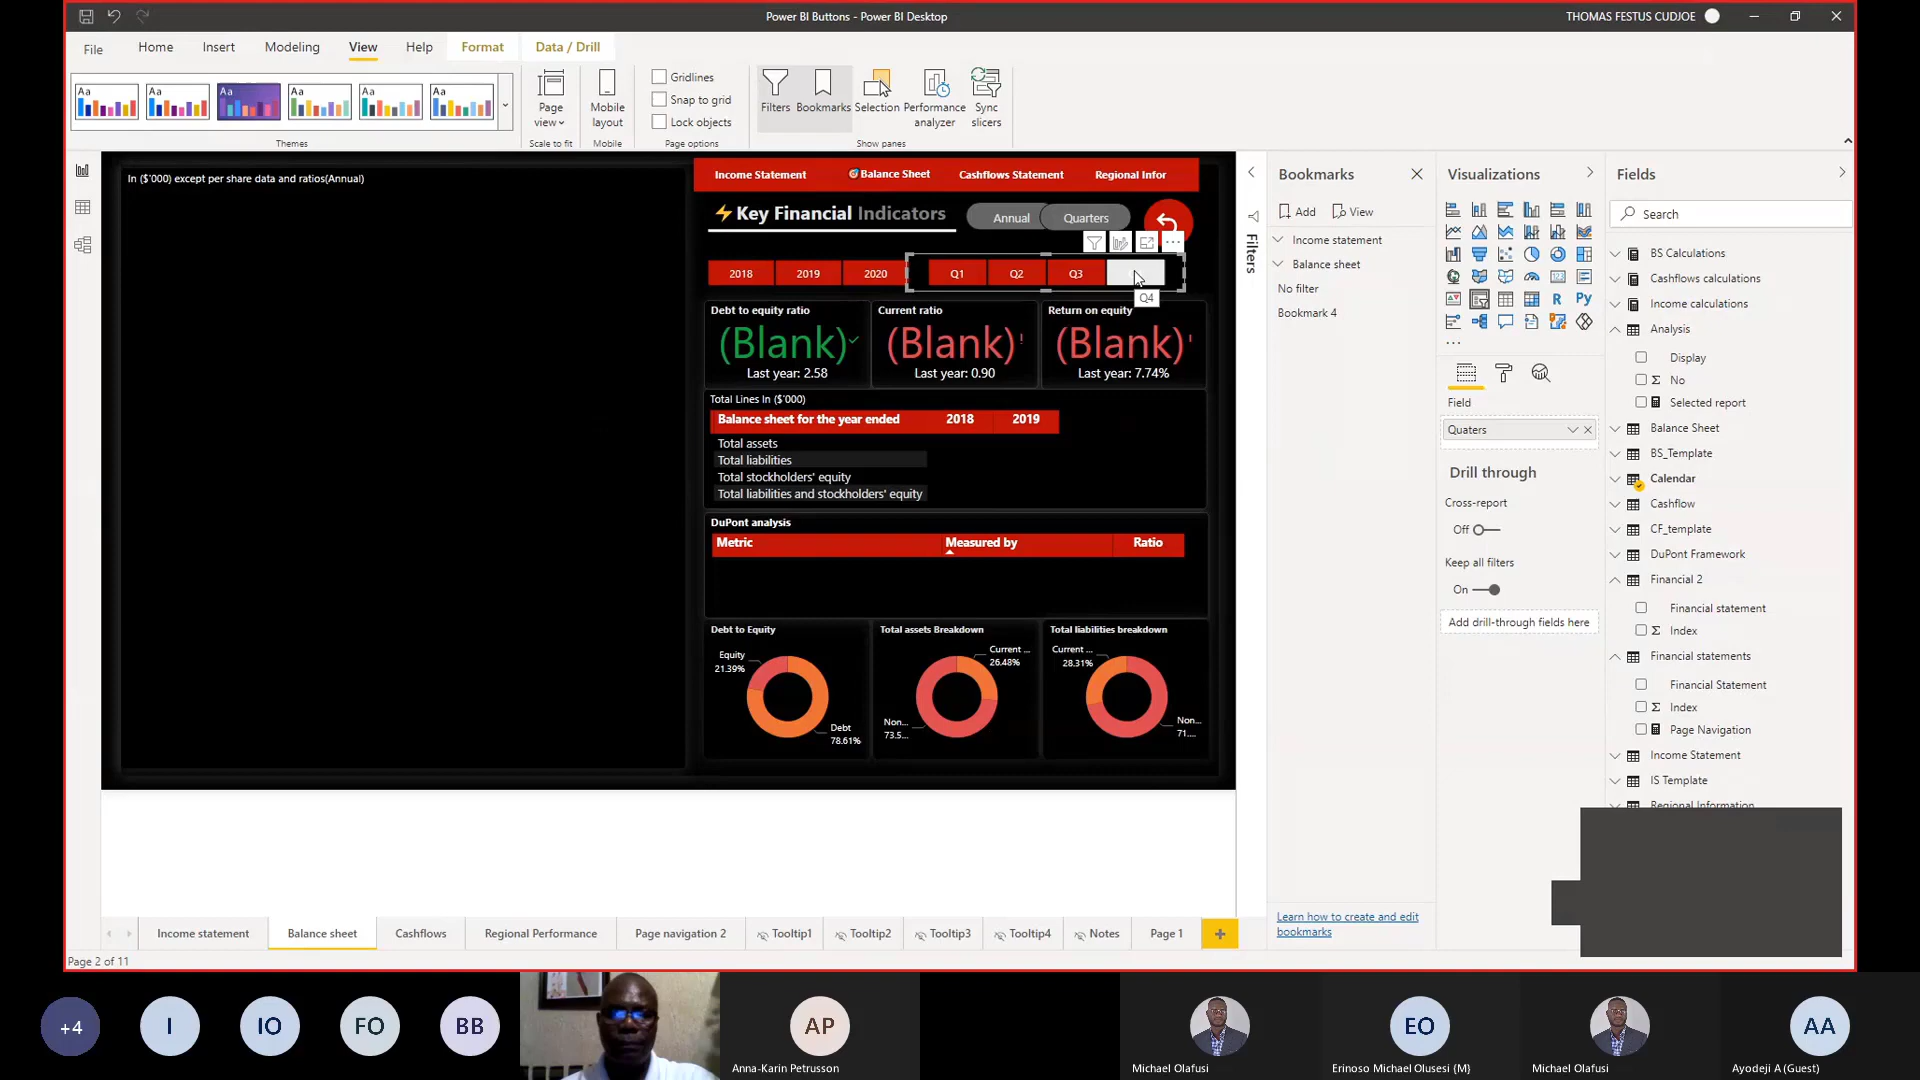 Power BI Buttons - Power BI Desktop
THOMAS FESTUS CUDJOE
File
Home
Insert
Modeling
View
Help
Format
Data / Drill
Aa
Aa
Aa
Aa
Aa
Aa
Themes
Page view
Scale to fit
Mobile layout
Mobile
Gridlines
Snap to grid
Lock objects
Page options
Filters
Bookmarks
Selection
Performance analyzer
Sync slicers
Show panes
In ($'000) except per share data and ratios(Annual)
Income Statement
Balance Sheet
Cashflows Statement
Regional Infor
Key Financial Indicators
Annual
Quarters
2018
2019
2020
Q1
Q2
Q3
Q4
Debt to equity ratio
(Blank)
Last year: 2.58
Current ratio
(Blank)!
Last year: 0.90
Return on equity
(Blank)!
Last year: 7.74%
Total Lines In ($'000)
Balance sheet for the year ended 2018 2019
Total assets
Total liabilities
Total stockholders' equity
Total liabilities and stockholders' equity
DuPont analysis
Metric Measured by Ratio
Debt to Equity
Equity
21.39%
Debt
78.61%
Total assets Breakdown
Current ...
26.48%
Non...
73.5...
Total liabilities breakdown
Current ...
28.31%
Non...
71....
Filters
Bookmarks
Add
View
Income statement
Balance sheet
No filter
Bookmark 4
Learn how to create and edit
bookmarks
Visualizations
R
Py
Field
Quaters
Drill through
Cross-report
Off
Keep all filters
On
Add drill-through fields here
Fields
Search
BS Calculations
Cashflows calculations
Income calculations
Analysis
Display
No
Selected report
Balance Sheet
BS_Template
Calendar
Cashflow
CF_template
DuPont Framework
Financial 2
Financial statement
Index
Financial statements
Financial Statement
Index
Page Navigation
Income Statement
IS Template
Regional Information
Income statement
Balance sheet
Cashflows
Regional Performance
Page navigation 2
Tooltip1
Tooltip2
Tooltip3
Tooltip4
Notes
Page 1
Page 2 of 11
+4
I
IO
FO
BB
AP
Anna-Karin Petrusson
Michael Olafusi
EO
Erinoso Michael Olusesi (M)
Michael Olafusi
AA
Ayodeji A (Guest)